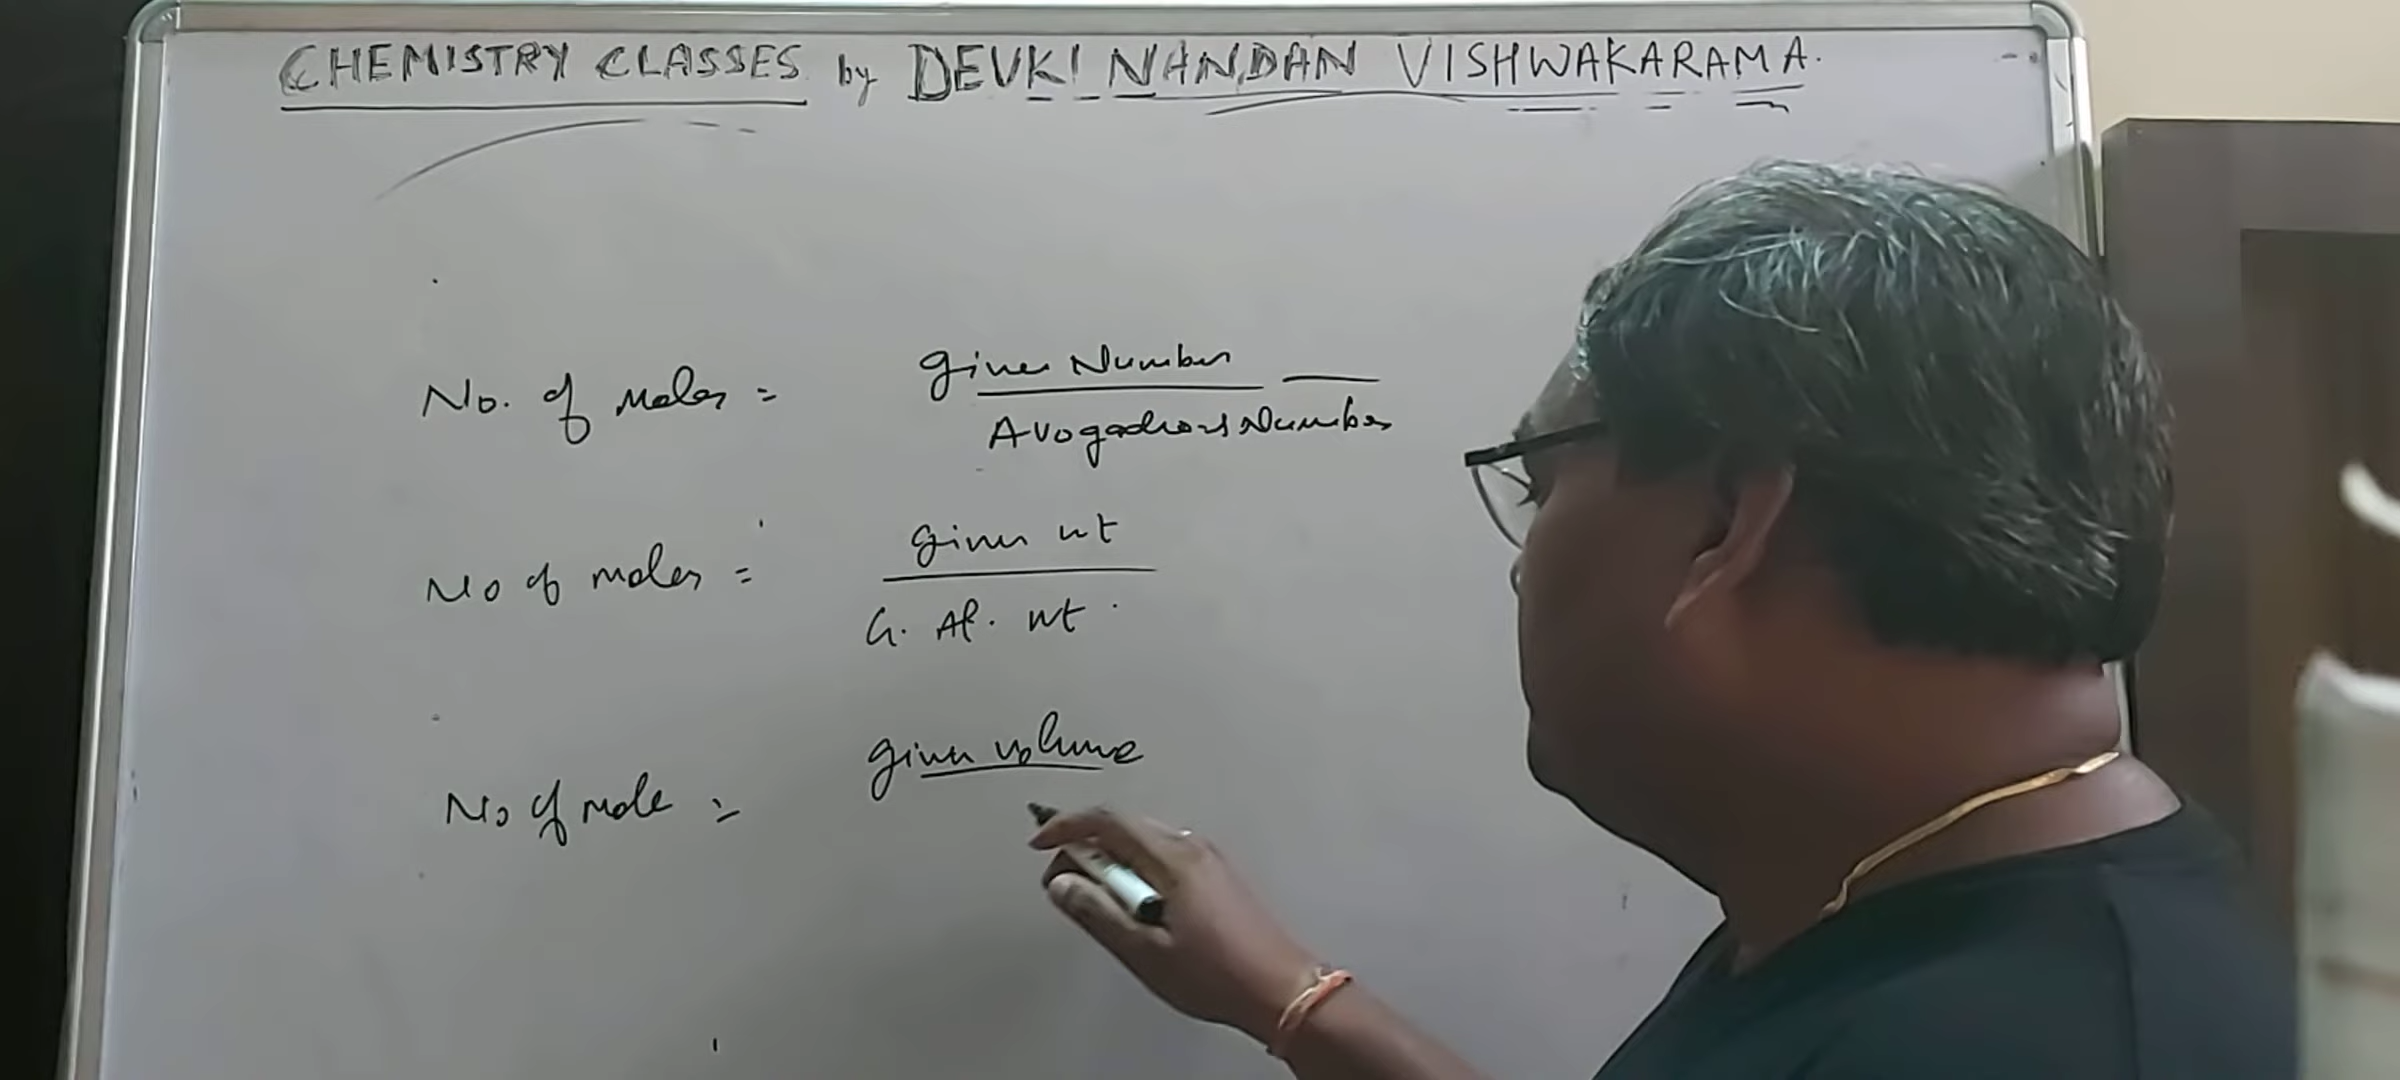 CHEMISTRY CLASSES by DEVKI NANDAN VISHWAKARAMA.
No. of moles = given Number
Avogadro's Number
No of moles = given wt
G. At. wt.
No of mole = given volume